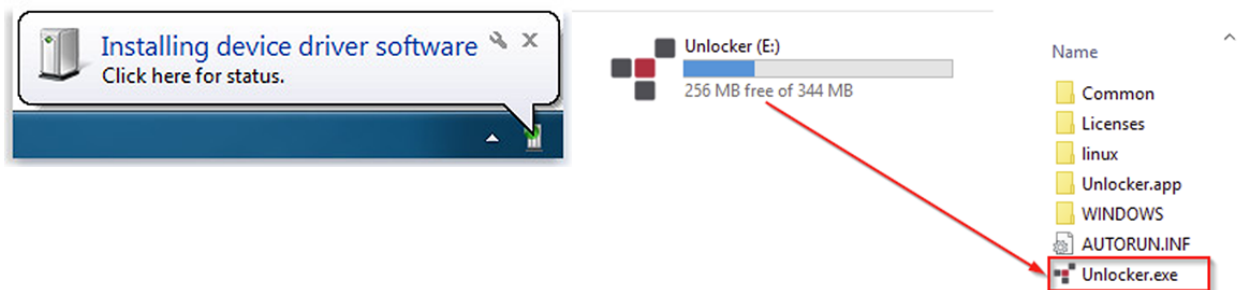 Installing device driver software
Click here for status.
Unlocker (E:)
256 MB free of 344 MB
Name
Common
Licenses
linux
Unlocker.app
WINDOWS
AUTORUN.INF
Unlocker.exe